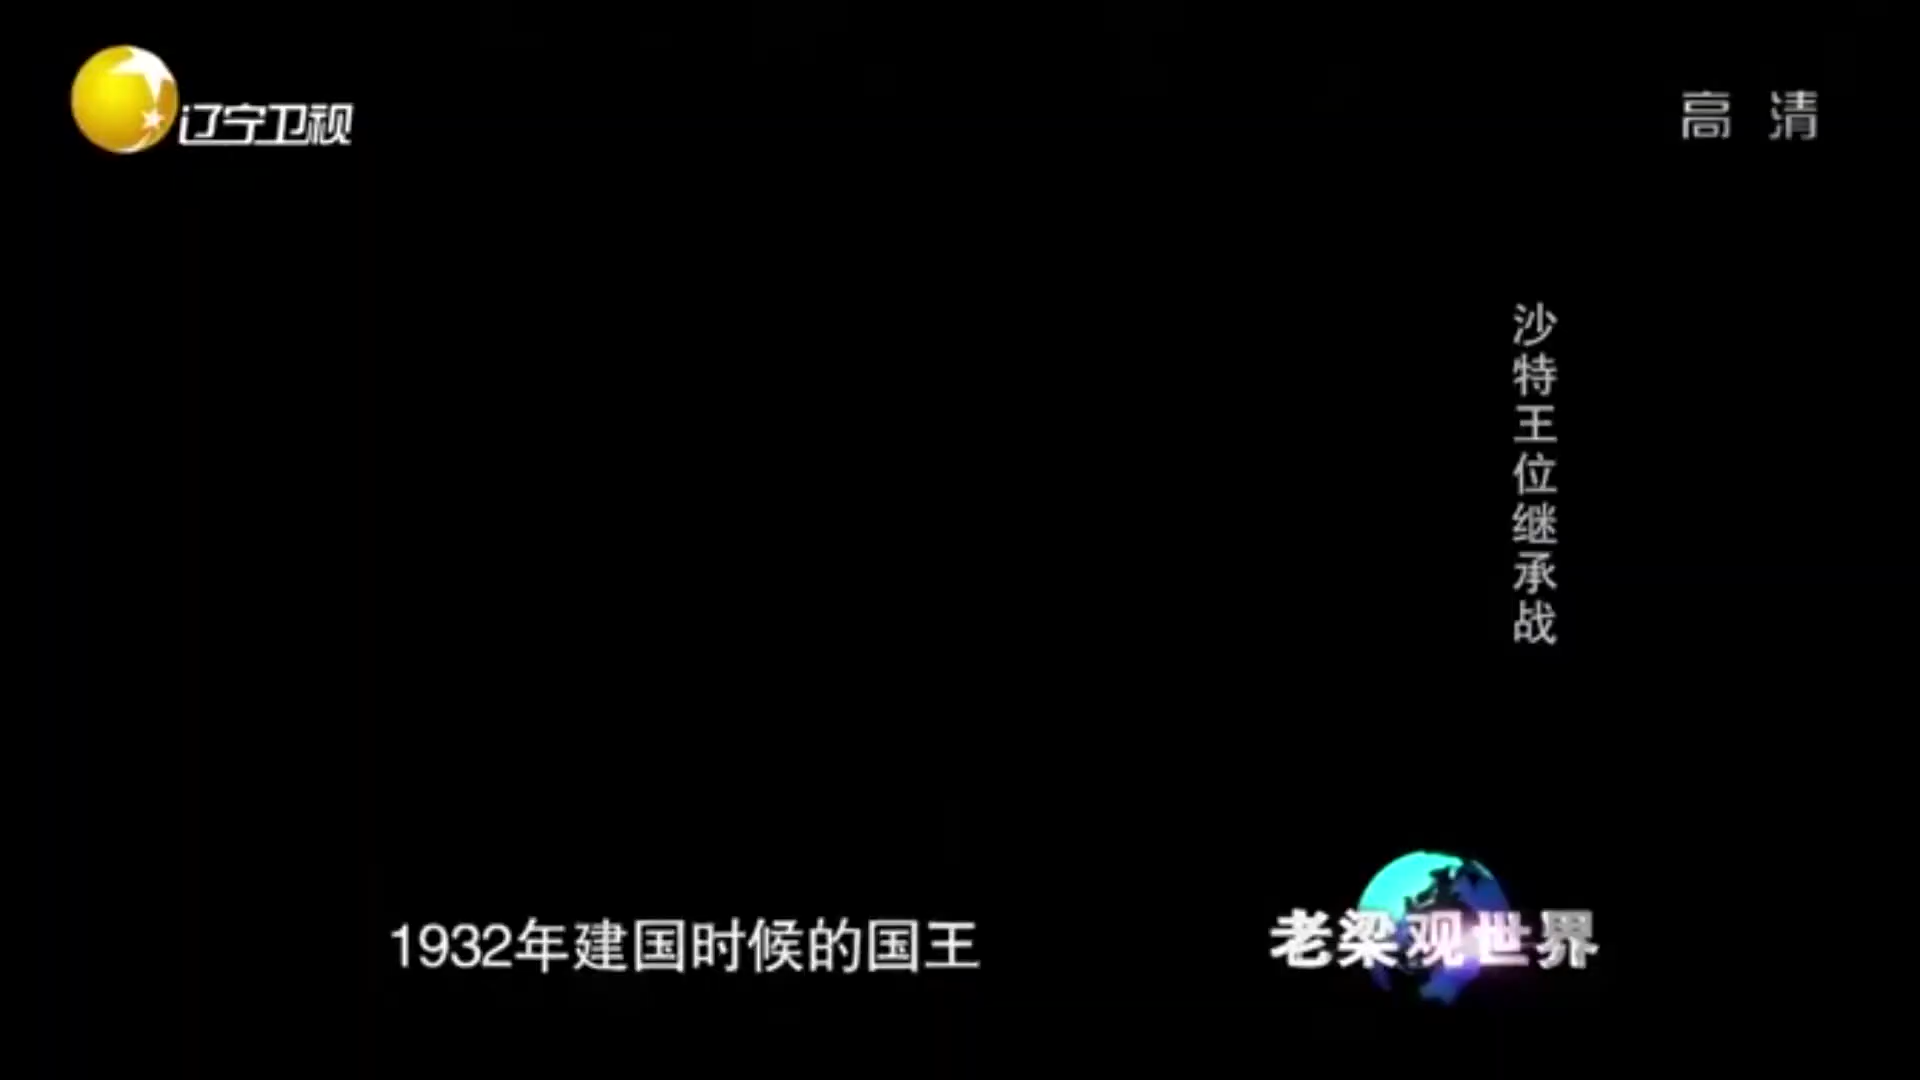 辽宁卫视
高清
沙特王位继承战
1932年建国时候的国王
老梁观世界